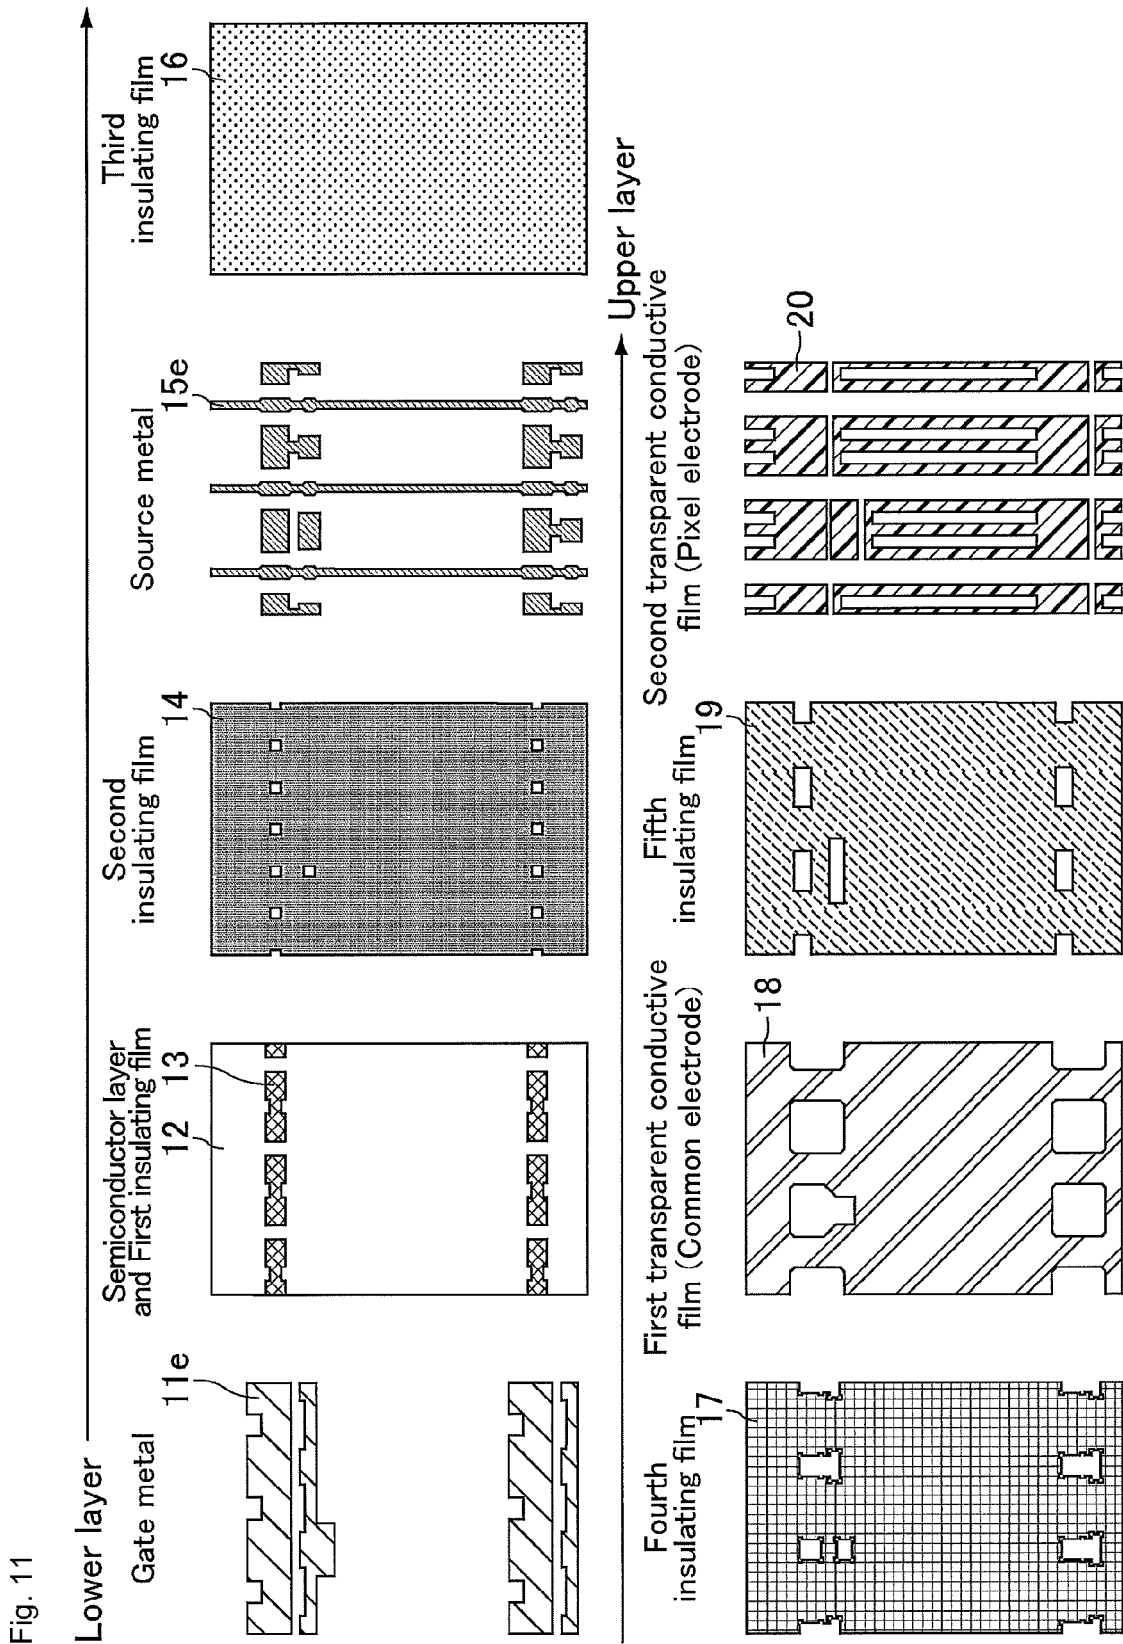 Fig. 11
Lower layer
Gate metal
11e
Semiconductor layer
and First insulating film
12
13
Second
insulating film
14
Source metal
15e
Third
insulating film
16
Fourth
insulating film
17
First transparent conductive
film (Common electrode)
18
Fifth
insulating film
19
Second transparent conductive
film (Pixel electrode)
20
Upper layer